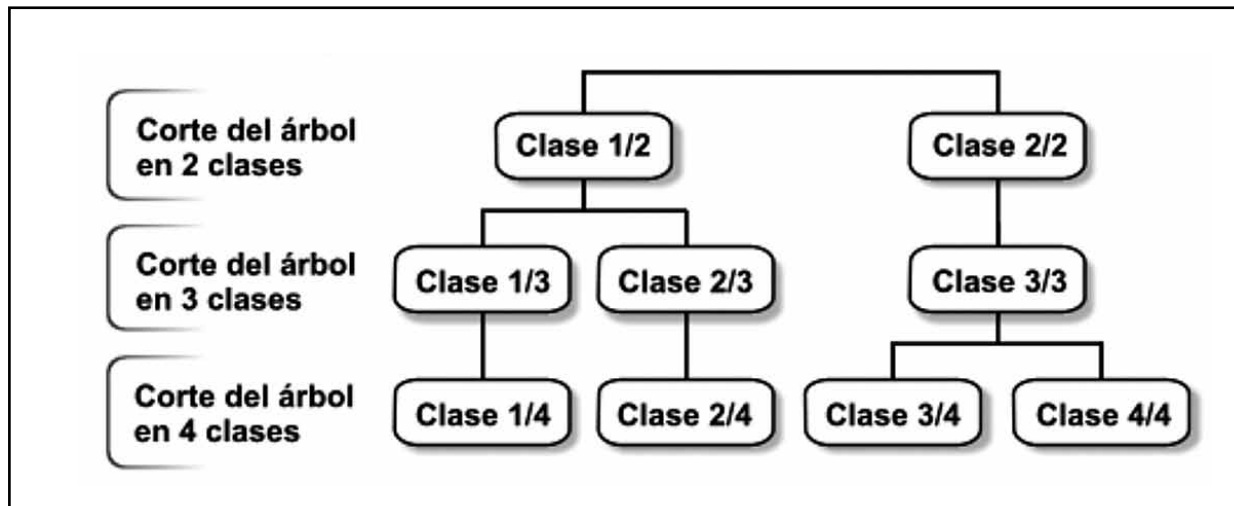 Corte del árbol
en 2 clases
Clase 1/2
Clase 2/2
Corte del árbol
en 3 clases
Clase 1/3
Clase 2/3
Clase 3/3
Corte del árbol
en 4 clases
Clase 1/4
Clase 2/4
Clase 3/4
Clase 4/4